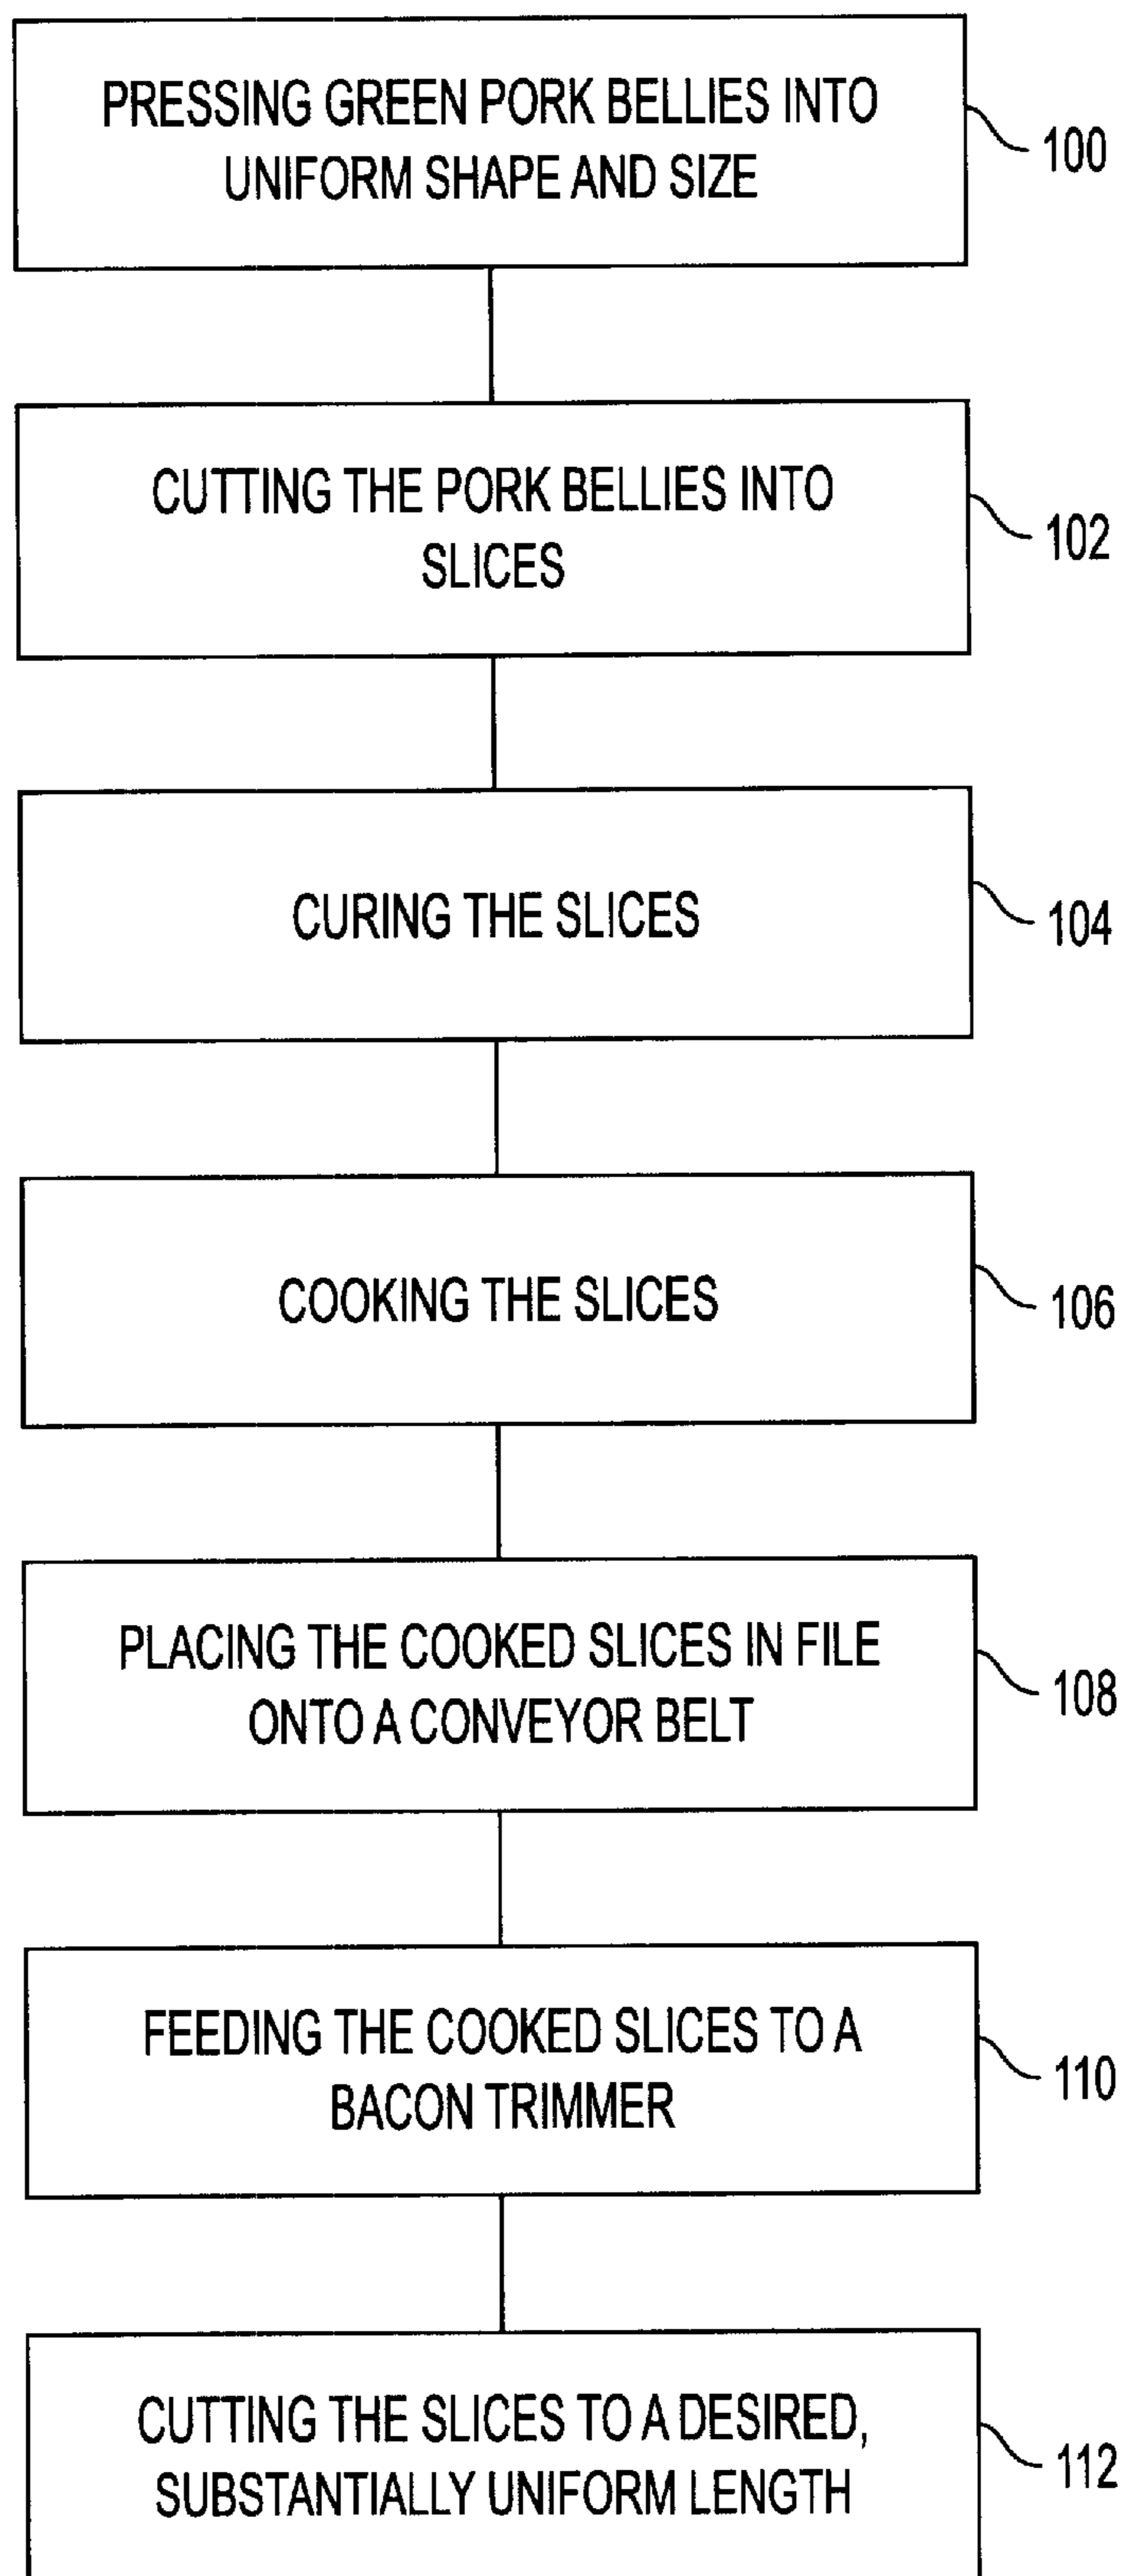 PRESSING GREEN PORK BELLIES INTO
UNIFORM SHAPE AND SIZE
100
CUTTING THE PORK BELLIES INTO
SLICES
102
CURING THE SLICES
104
COOKING THE SLICES
106
PLACING THE COOKED SLICES IN FILE
ONTO A CONVEYOR BELT
108
FEEDING THE COOKED SLICES TO A
BACON TRIMMER
110
CUTTING THE SLICES TO A DESIRED,
SUBSTANTIALLY UNIFORM LENGTH
112